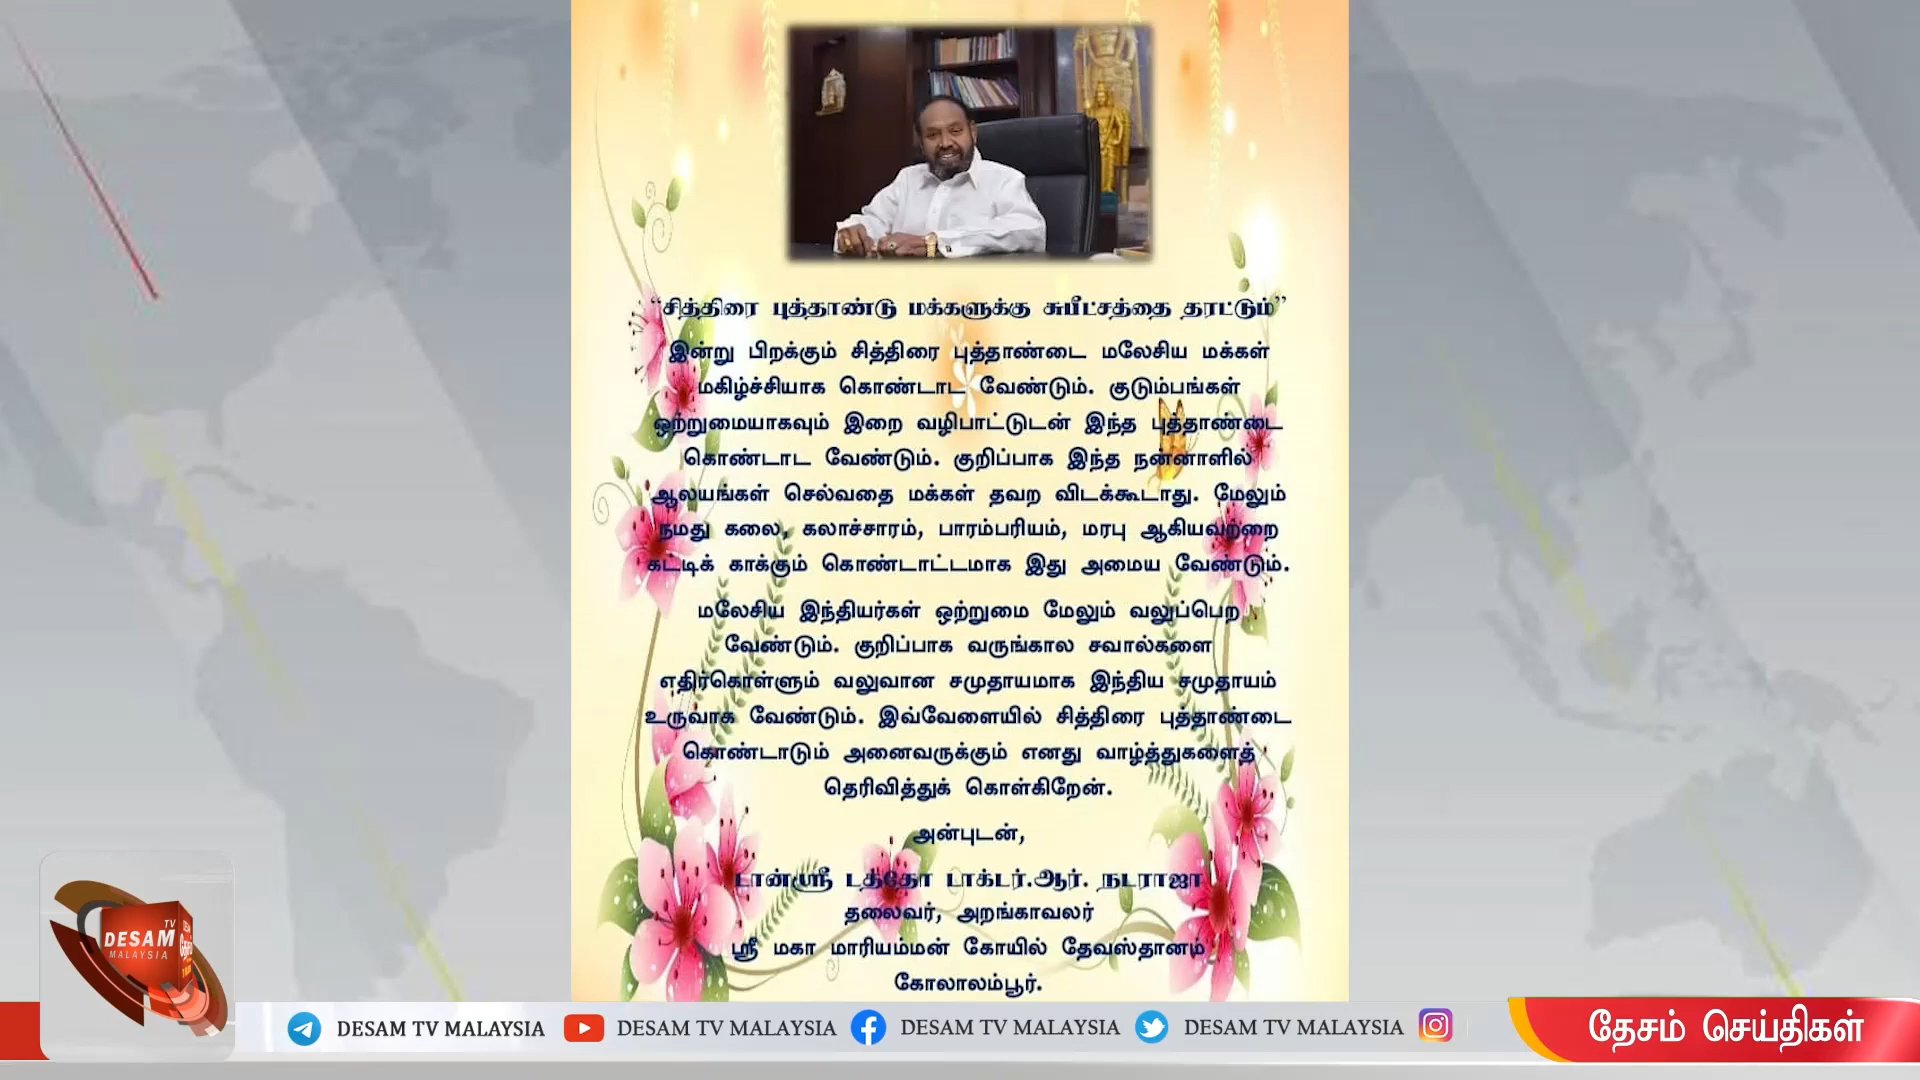 “சித்திரை புத்தாண்டு மக்களுக்கு சுபீட்சத்தை தரட்டும்”
இன்று பிறக்கும் சித்திரை புத்தாண்டை மலேசிய மக்கள்
மகிழ்ச்சியாக கொண்டாட வேண்டும். குடும்பங்கள்
ஒற்றுமையாகவும் இறை வழிபாட்டுடன் இந்த புத்தாண்டை
கொண்டாட வேண்டும். குறிப்பாக இந்த நன்னாளில்
ஆலயங்கள் செல்வதை மக்கள் தவற விடக்கூடாது. மேலும்
நமது கலை, கலாச்சாரம், பாரம்பரியம், மரபு ஆகியவற்றை
கட்டிக் காக்கும் கொண்டாட்டமாக இது அமைய வேண்டும்.
மலேசிய இந்தியர்கள் ஒற்றுமை மேலும் வலுப்பெற
வேண்டும். குறிப்பாக வருங்கால சவால்களை
எதிர்கொள்ளும் வலுவான சமுதாயமாக இந்திய சமுதாயம்
உருவாக வேண்டும். இவ்வேளையில் சித்திரை புத்தாண்டை
கொண்டாடும் அனைவருக்கும் எனது வாழ்த்துகளைத்
தெரிவித்துக் கொள்கிறேன்.
அன்புடன்,
டான்ஸ்ரீ டத்தோ டாக்டர்.ஆர். நடராஜா
தலைவர், அறங்காவலர்
ஸ்ரீ மகா மாரியம்மன் கோயில் தேவஸ்தானம்
கோலாலம்பூர்.
DESAM TV
MALAYSIA
DESAM TV MALAYSIA DESAM TV MALAYSIA DESAM TV MALAYSIA DESAM TV MALAYSIA
தேசம் செய்திகள்